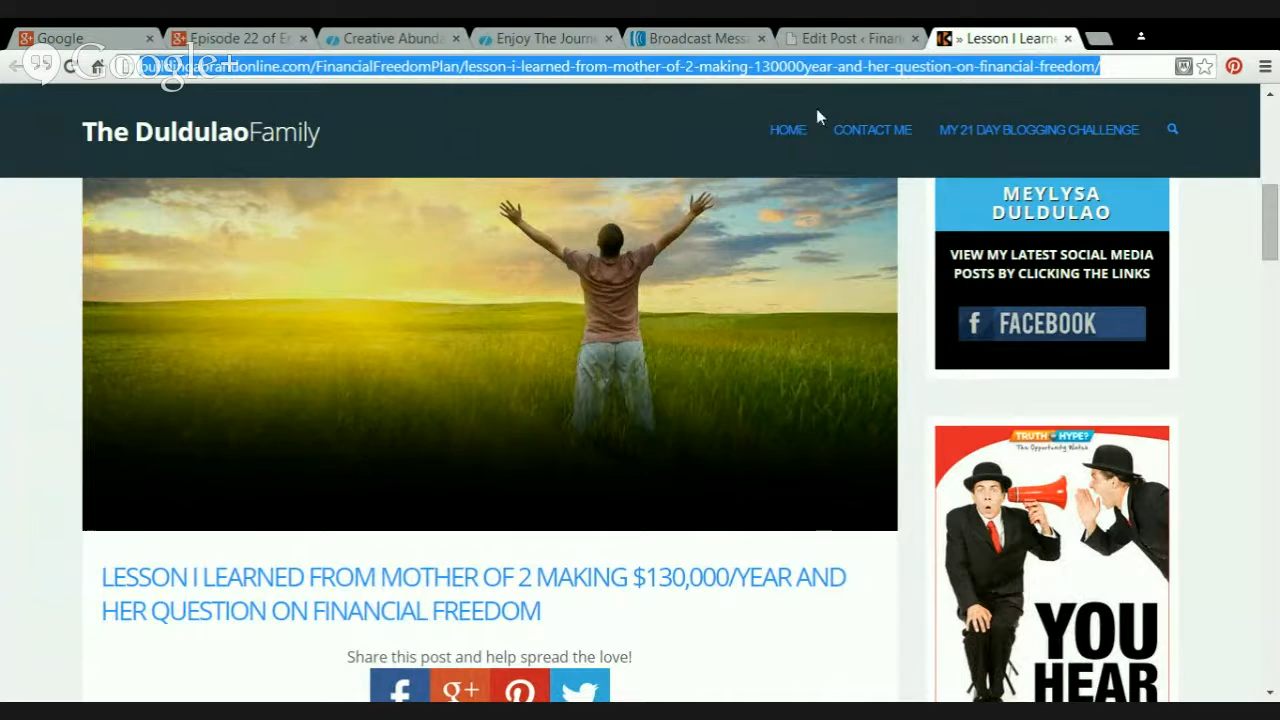 Google
Episode 22 of E
Creative Abund
Enjoy The Journ
Broadcast Mess
Edit Post ‹ Finan
» Lesson I Learn
Google+
online.com/FinancialFreedomPlan/lesson-i-learned-from-mother-of-2-making-130000year-and-her-question-on-financial-freedom/
The DuldulaoFamily
HOME
CONTACT ME
MY 21 DAY BLOGGING CHALLENGE
MEYLYSA
DULDULAO
VIEW MY LATEST SOCIAL MEDIA
POSTS BY CLICKING THE LINKS
f FACEBOOK
TRUTH or HYPE?
The Opportunity Watch
YOU
HEAR
LESSON I LEARNED FROM MOTHER OF 2 MAKING $130,000/YEAR AND
HER QUESTION ON FINANCIAL FREEDOM
Share this post and help spread the love!
f g+